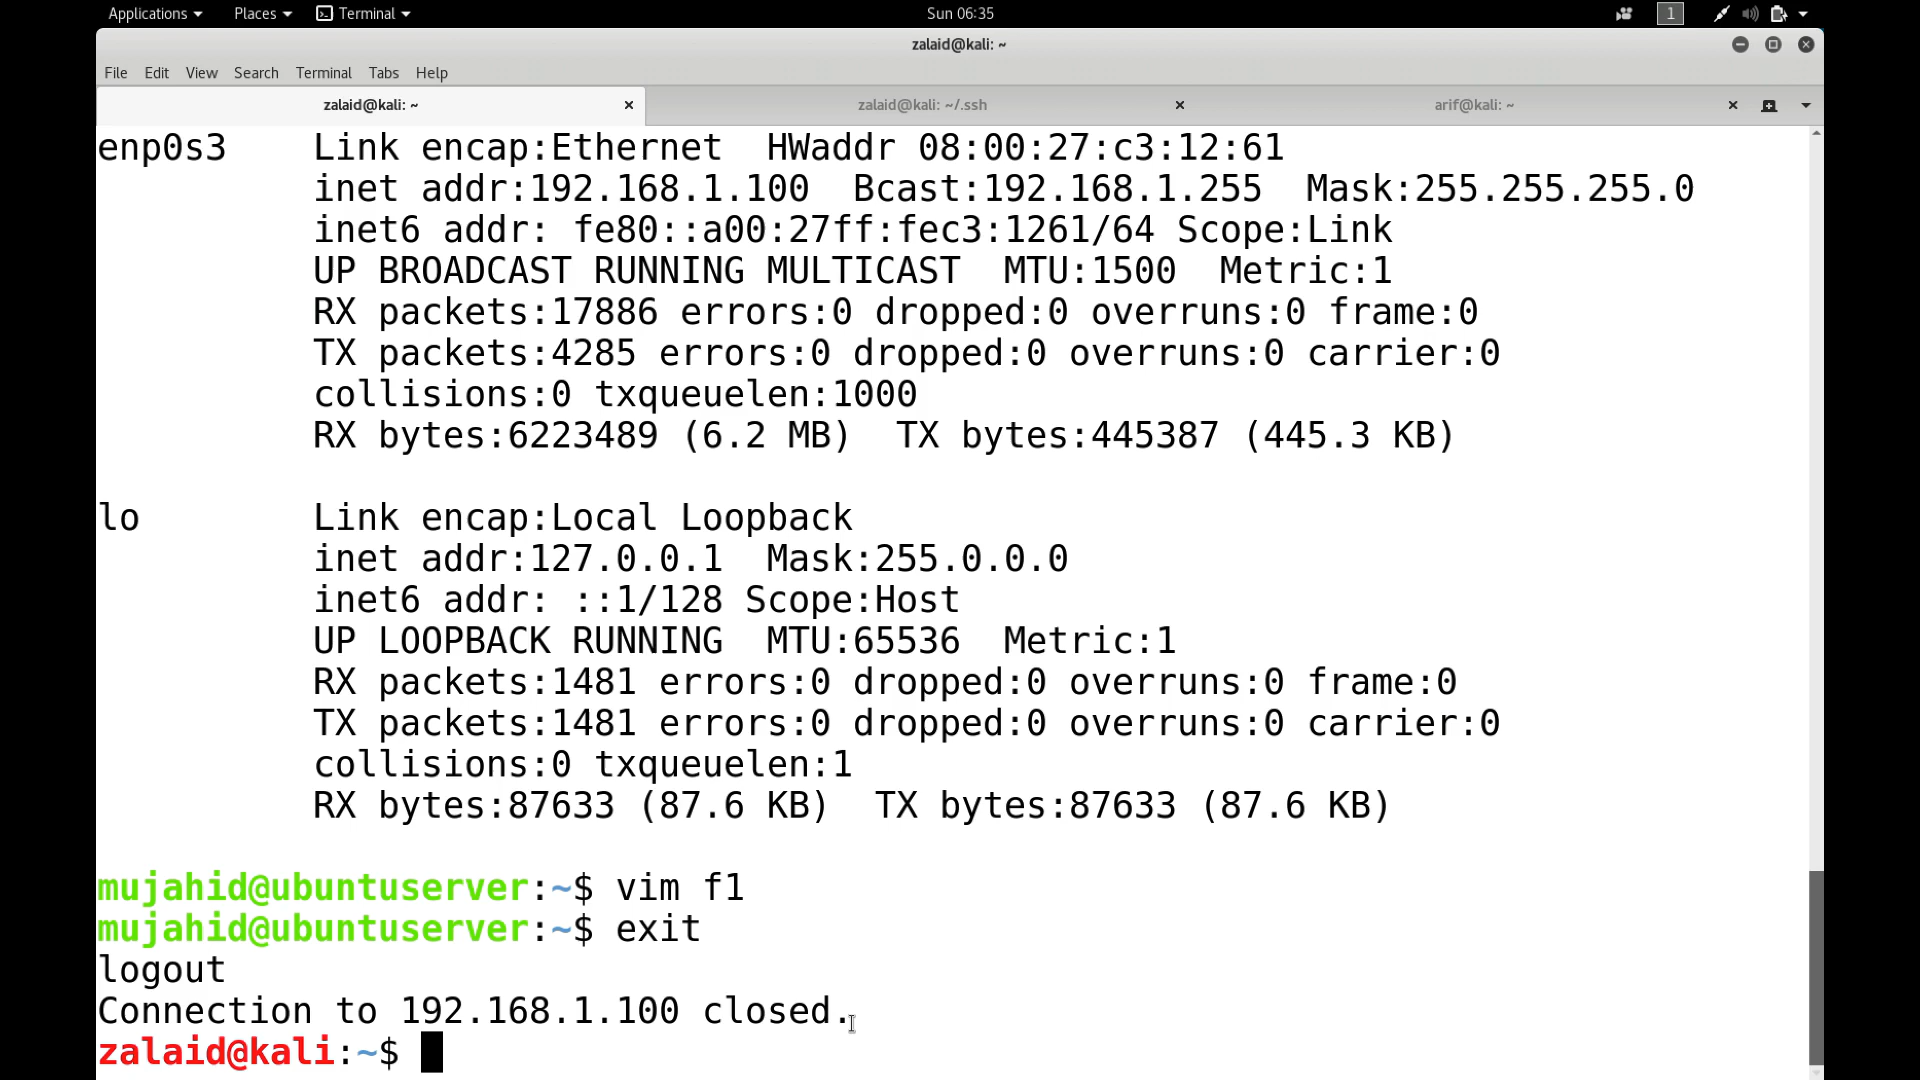 Applications Places Terminal Sun 06:35 1
zalaid@kali: ~
File Edit View Search Terminal Tabs Help
zalaid@kali: ~ zalaid@kali: ~/.ssh arif@kali: ~
enp0s3 Link encap:Ethernet HWaddr 08:00:27:c3:12:61
inet addr:192.168.1.100 Bcast:192.168.1.255 Mask:255.255.255.0
inet6 addr: fe80::a00:27ff:fec3:1261/64 Scope:Link
UP BROADCAST RUNNING MULTICAST MTU:1500 Metric:1
RX packets:17886 errors:0 dropped:0 overruns:0 frame:0
TX packets:4285 errors:0 dropped:0 overruns:0 carrier:0
collisions:0 txqueuelen:1000
RX bytes:6223489 (6.2 MB) TX bytes:445387 (445.3 KB)
lo Link encap:Local Loopback
inet addr:127.0.0.1 Mask:255.0.0.0
inet6 addr: ::1/128 Scope:Host
UP LOOPBACK RUNNING MTU:65536 Metric:1
RX packets:1481 errors:0 dropped:0 overruns:0 frame:0
TX packets:1481 errors:0 dropped:0 overruns:0 carrier:0
collisions:0 txqueuelen:1
RX bytes:87633 (87.6 KB) TX bytes:87633 (87.6 KB)
mujahid@ubuntuserver:~$ vim f1
mujahid@ubuntuserver:~$ exit
logout
Connection to 192.168.1.100 closed.
zalaid@kali:~$